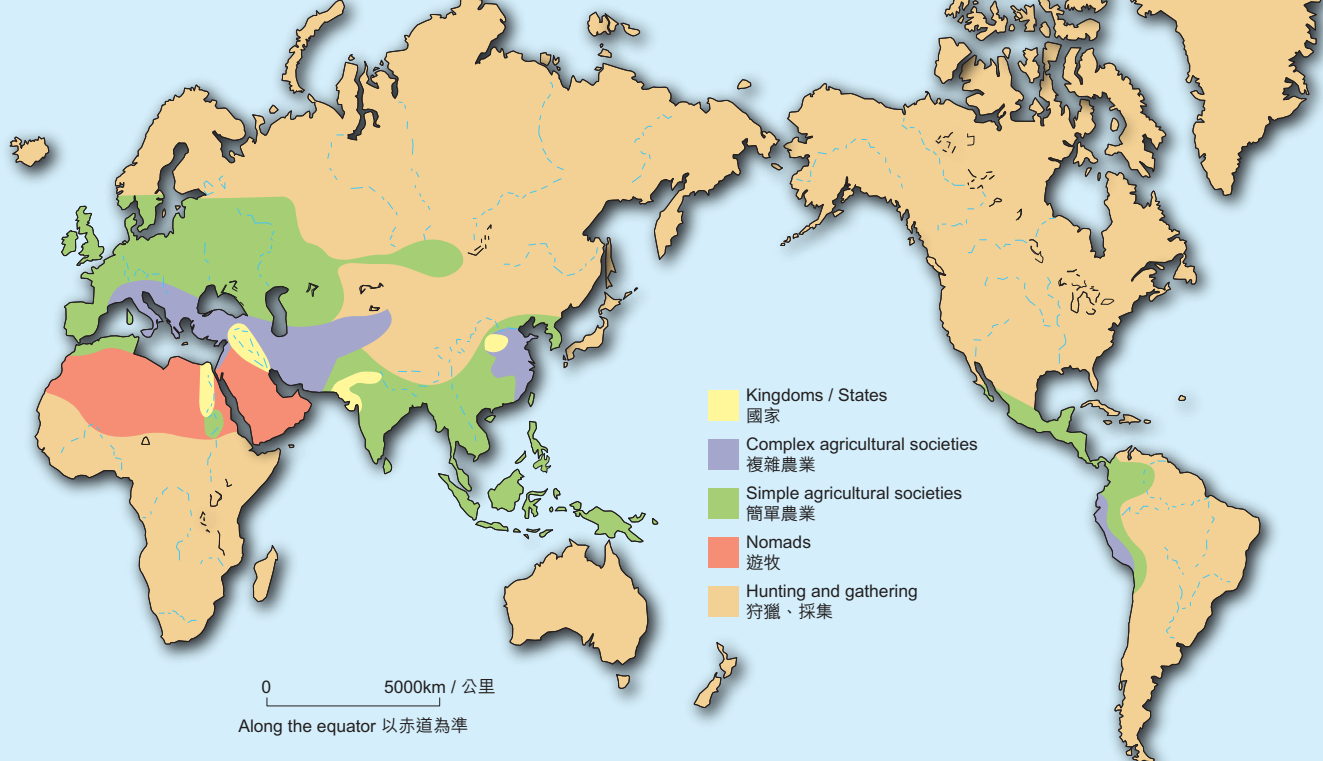 Kingdoms / States
國家
Complex agricultural societies
複雜農業
Simple agricultural societies
簡單農業
Nomads
遊牧
Hunting and gathering
狩獵、採集
0 5000km / 公里
Along the equator 以赤道為準